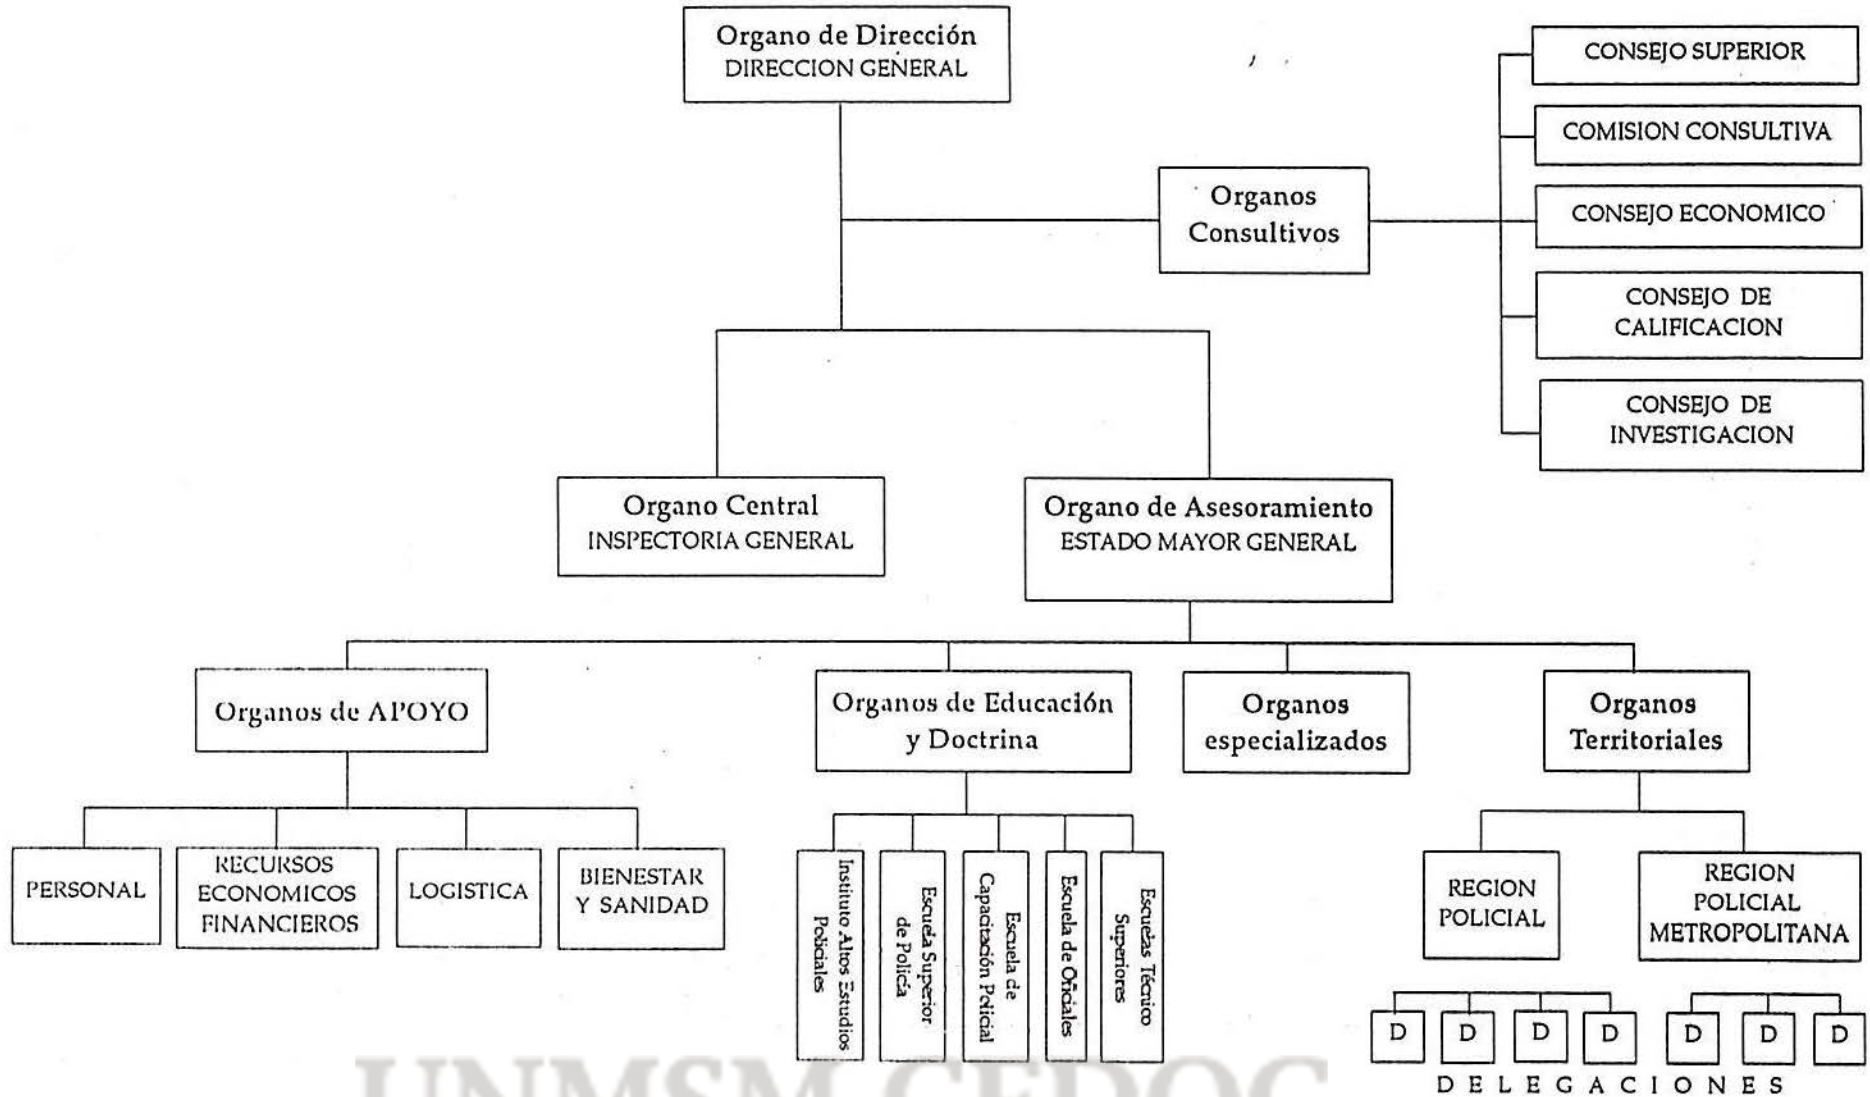 Organo de Dirección
DIRECCION GENERAL
CONSEJO SUPERIOR
COMISION CONSULTIVA
Organos
Consultivos
CONSEJO ECONOMICO
CONSEJO DE
CALIFICACION
CONSEJO DE
INVESTIGACION
Organo Central
INSPECTORIA GENERAL
Organo de Asesoramiento
ESTADO MAYOR GENERAL
Organos de APOYO
Organos de Educación
y Doctrina
Organos
especializados
Organos
Territoriales
PERSONAL
RECURSOS
ECONOMICOS
FINANCIEROS
LOGISTICA
BIENESTAR
Y SANIDAD
Instituto Altos Estudios
Policiales
Escuela Superior
de Policía
Escuela de
Capacitación Policial
Escuela de Oficiales
Escuelas Técnico
Superiores
REGION
POLICIAL
REGION
POLICIAL
METROPOLITANA
D D D D D D D
DELEGACIONES
UNMSM-CEDOC